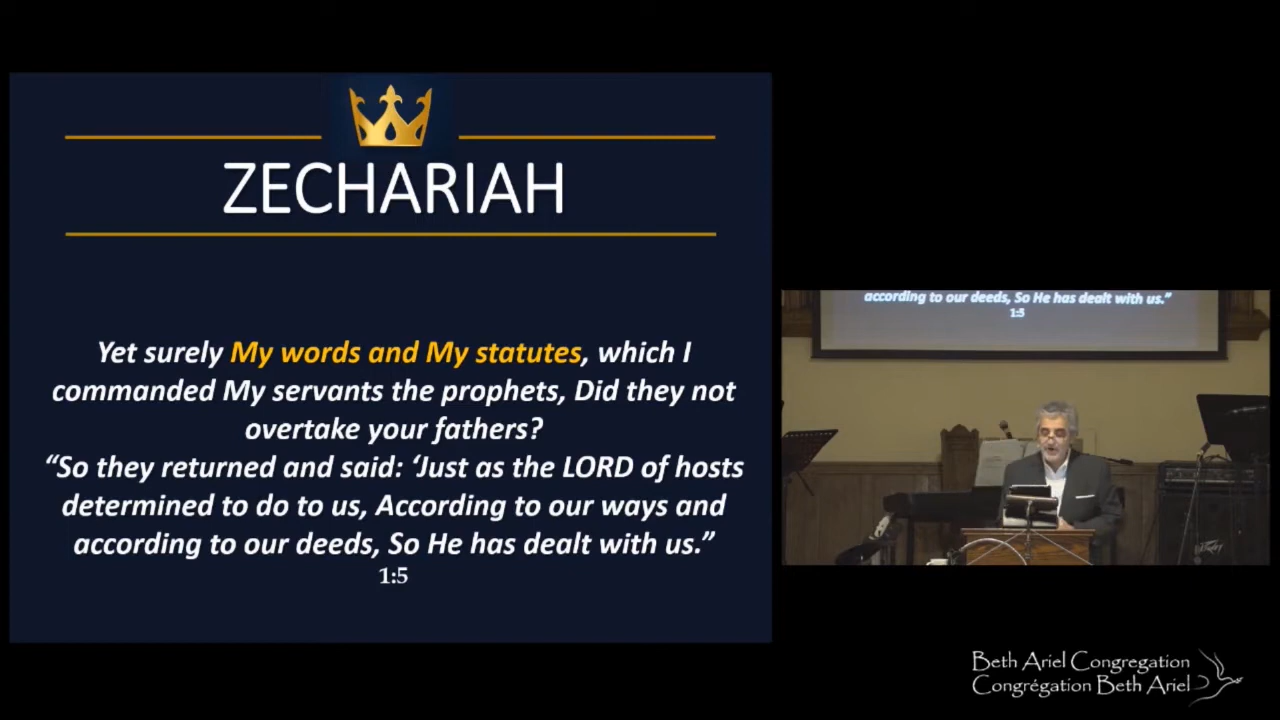 ZECHARIAH
Yet surely My words and My statutes, which I
commanded My servants the prophets, Did they not
overtake your fathers?
“So they returned and said: ‘Just as the LORD of hosts
determined to do to us, According to our ways and
according to our deeds, So He has dealt with us.”
1:5
according to our deeds, So He has dealt with us.”
1:5
PEAVEY
Beth Ariel Congregation
Congrégation Beth Ariel